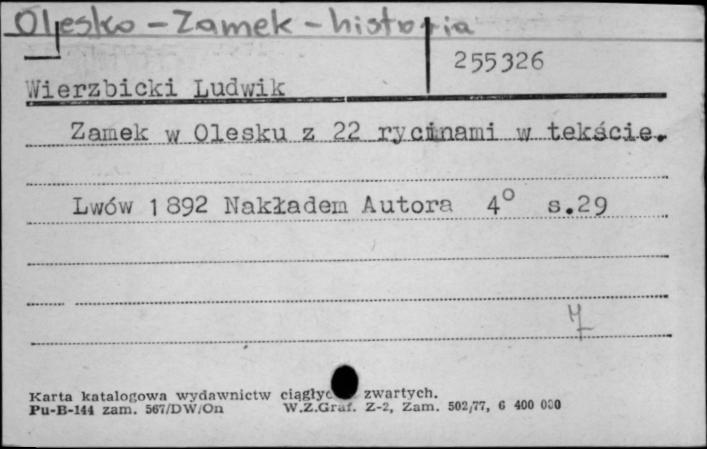 Olesko - Zamek - historia
255326
Wierzbicki Ludwik
Zamek w Olesku z 22 rycinami w tekście.
Lwów 1892 Nakładem Autora 4° s.29
Karta katalogowa wydawnictw zwartych.
Pu-B-144 zam. 567/DW/On W.Z.Graf. Z-2, Zam. 502/77, 6 400 000